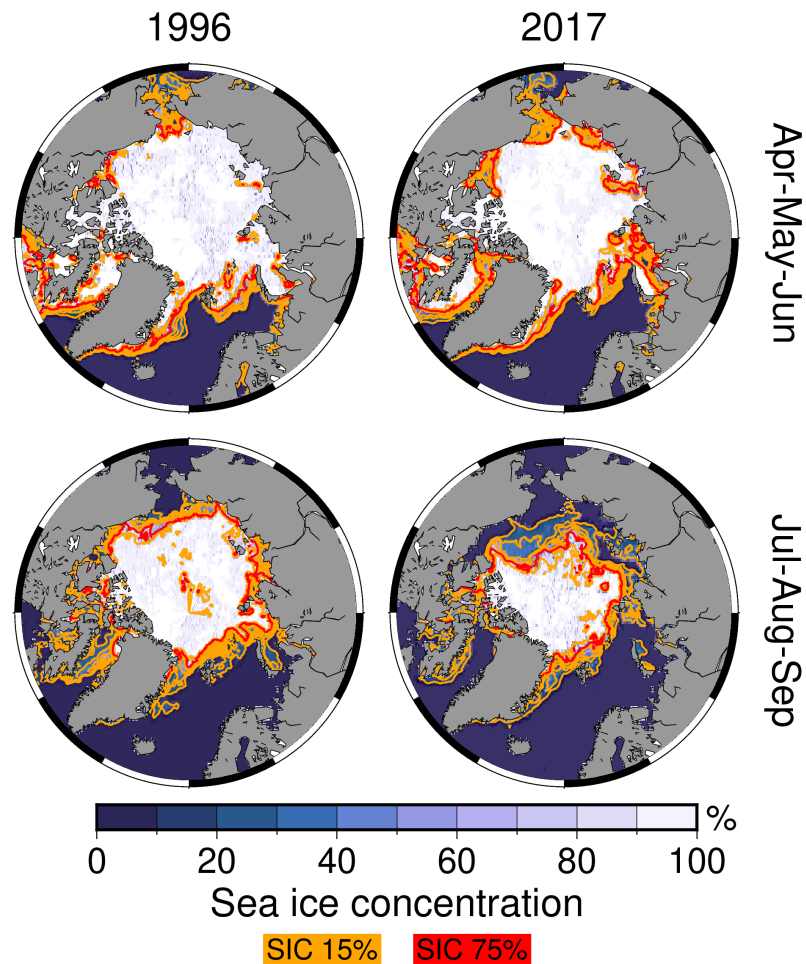 1996
2017
Apr-May-Jun
Jul-Aug-Sep
%
0 20 40 60 80 100
Sea ice concentration
SIC 15% SIC 75%